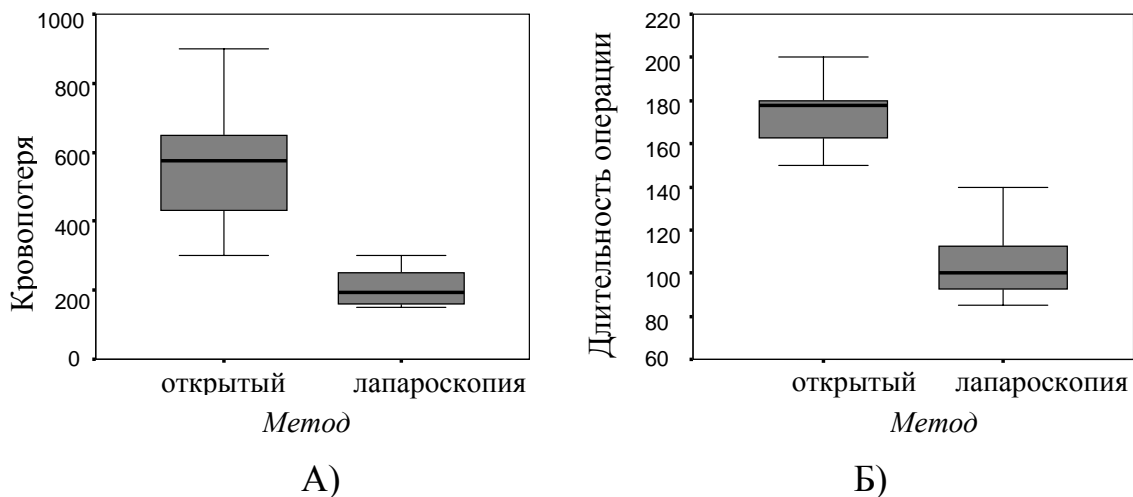 1000
800
600
400
200
0
Кровопотеря
открытый лапароскопия
Метод
А)
220
200
180
160
140
120
100
80
60
Длительность операции
открытый лапароскопия
Метод
Б)